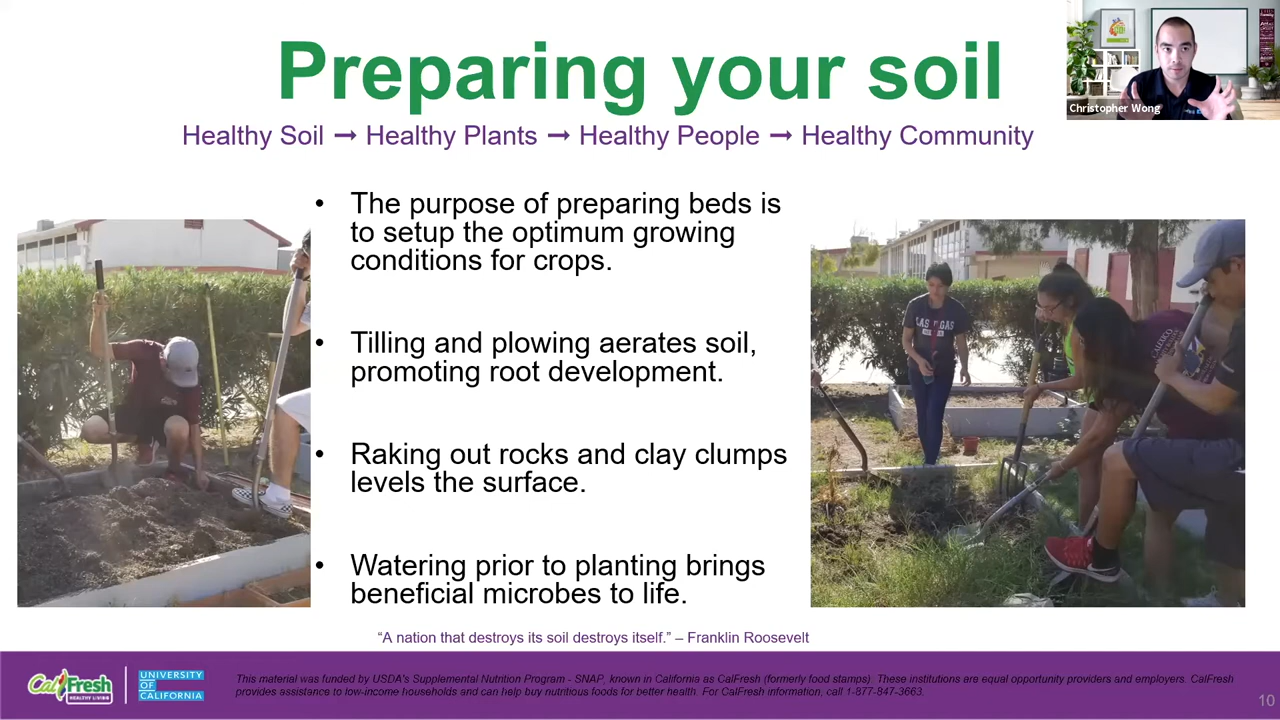 Preparing your soil
Christopher Wong
Healthy Soil → Healthy Plants → Healthy People → Healthy Community
• The purpose of preparing beds is
to setup the optimum growing
conditions for crops.
• Tilling and plowing aerates soil,
promoting root development.
• Raking out rocks and clay clumps
levels the surface.
• Watering prior to planting brings
beneficial microbes to life.
“A nation that destroys its soil destroys itself.” – Franklin Roosevelt
CalFresh
HEALTHY LIVING
UNIVERSITY
OF
CALIFORNIA
This material was funded by USDA's Supplemental Nutrition Program - SNAP, known in California as CalFresh (formerly food stamps). These institutions are equal opportunity providers and employers. CalFresh
provides assistance to low-income households and can help buy nutritious foods for better health. For CalFresh information, call 1-877-847-3663.
10